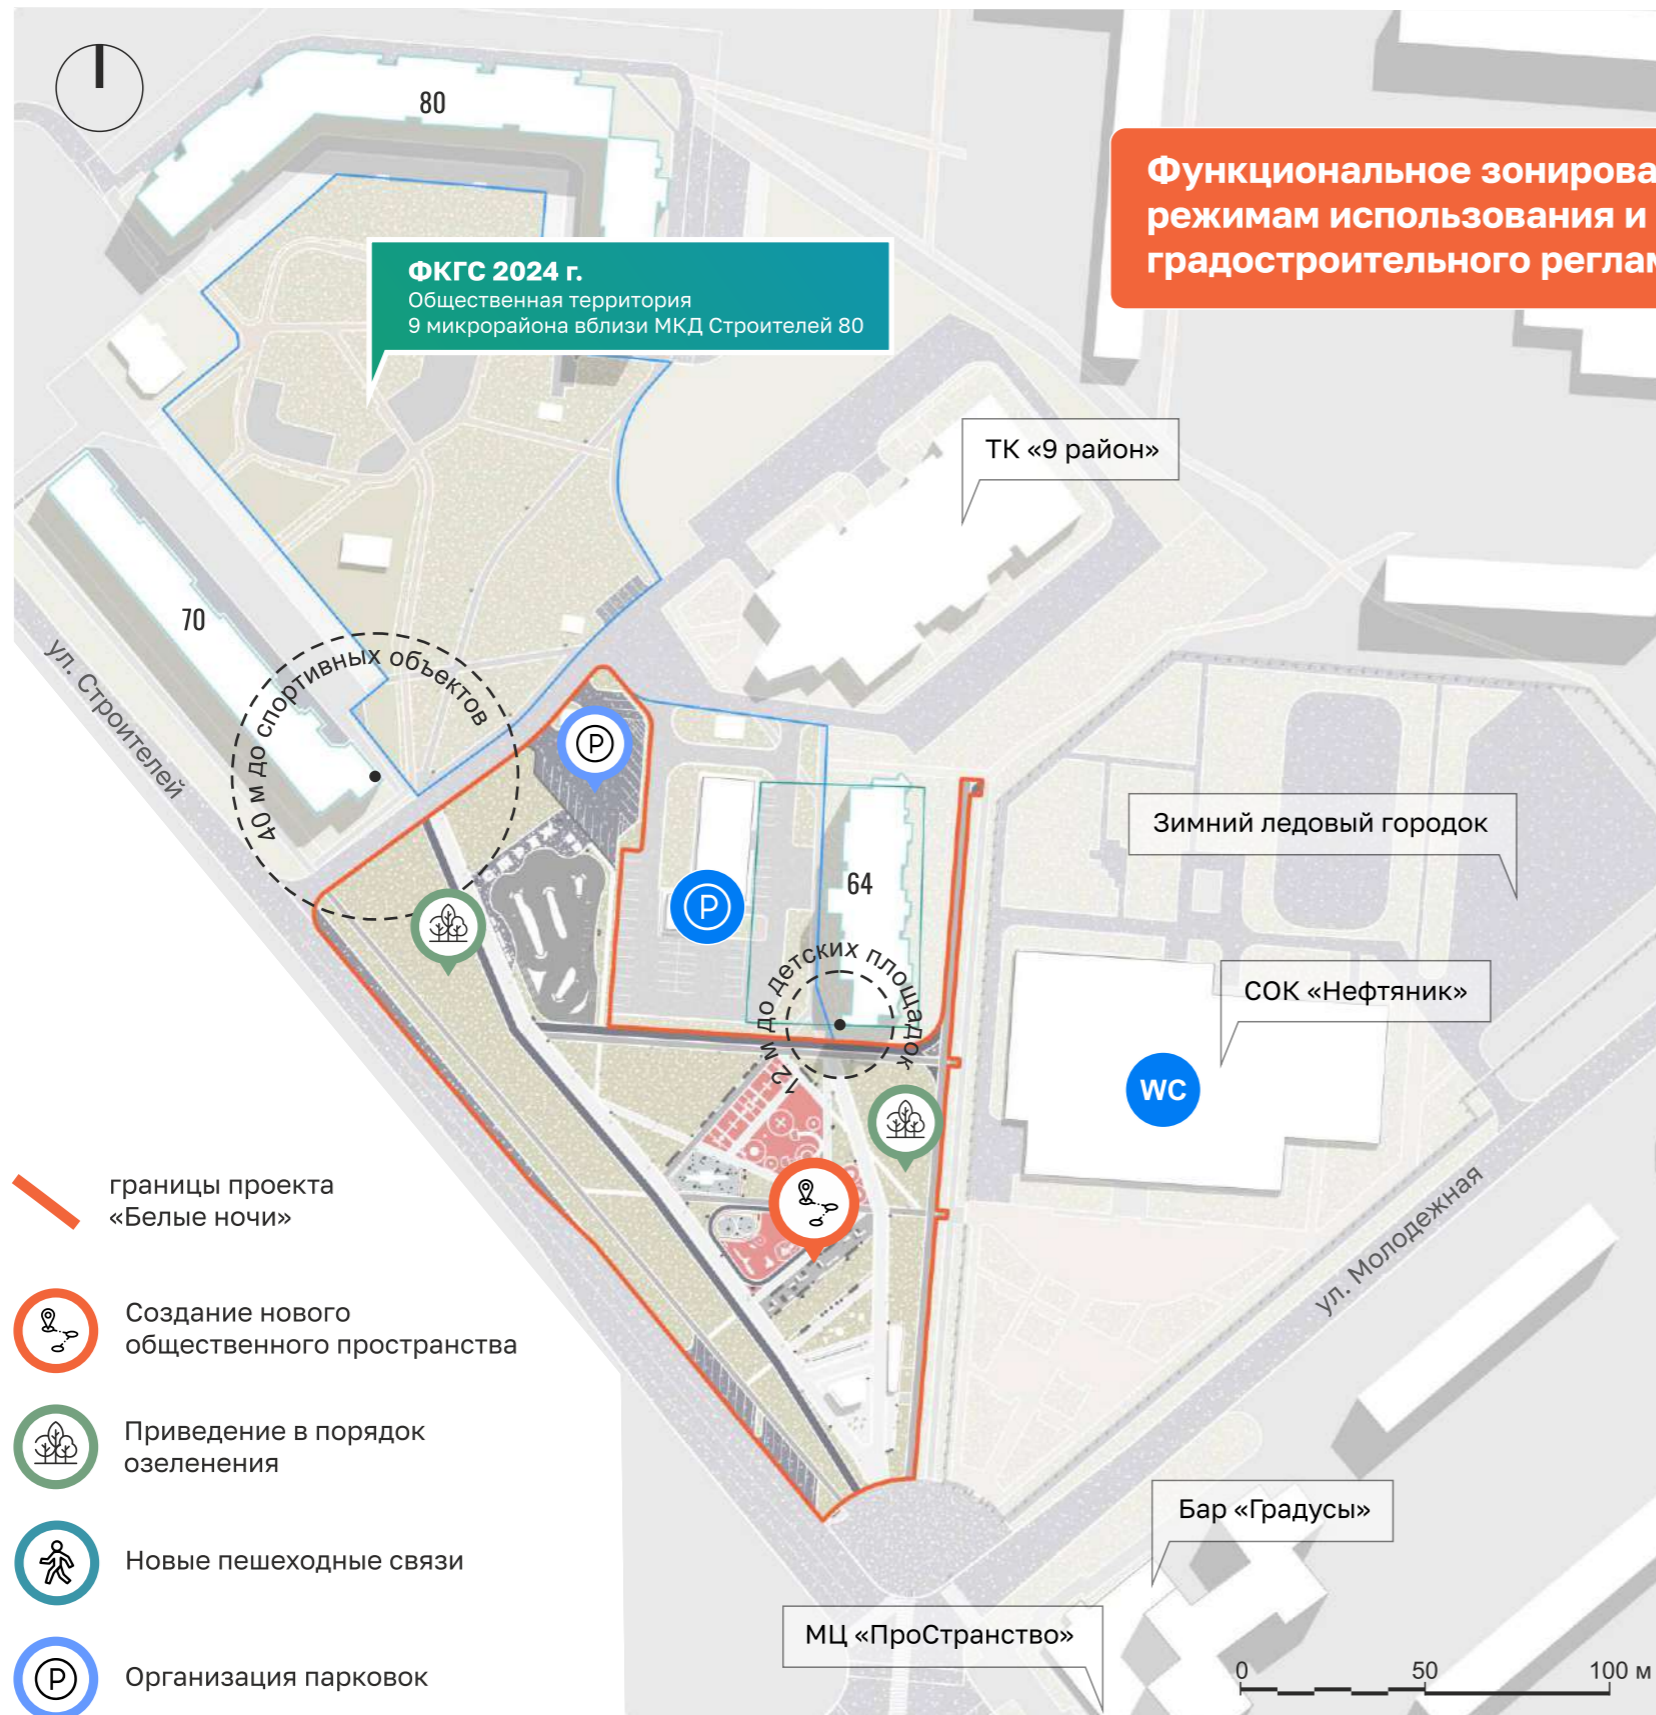 80
Функциональное зонирова
режимам использования и
градостроительного реглам
ФКГС 2024 г.
Общественная территория
9 микрорайона вблизи МКД Строителей 80
ТК «9 район»
70
ул. Строителей
40 м до спортивных объектов
P
Зимний ледовый городок
64
P
12 м до детских площадок
СОК «Нефтяник»
WC
границы проекта
«Белые ночи»
ул. Молодежная
Создание нового
общественного пространства
Приведение в порядок
озеленения
Бар «Градусы»
Новые пешеходные связи
МЦ «ПроСтранство»
P
Организация парковок
0 50 100 м